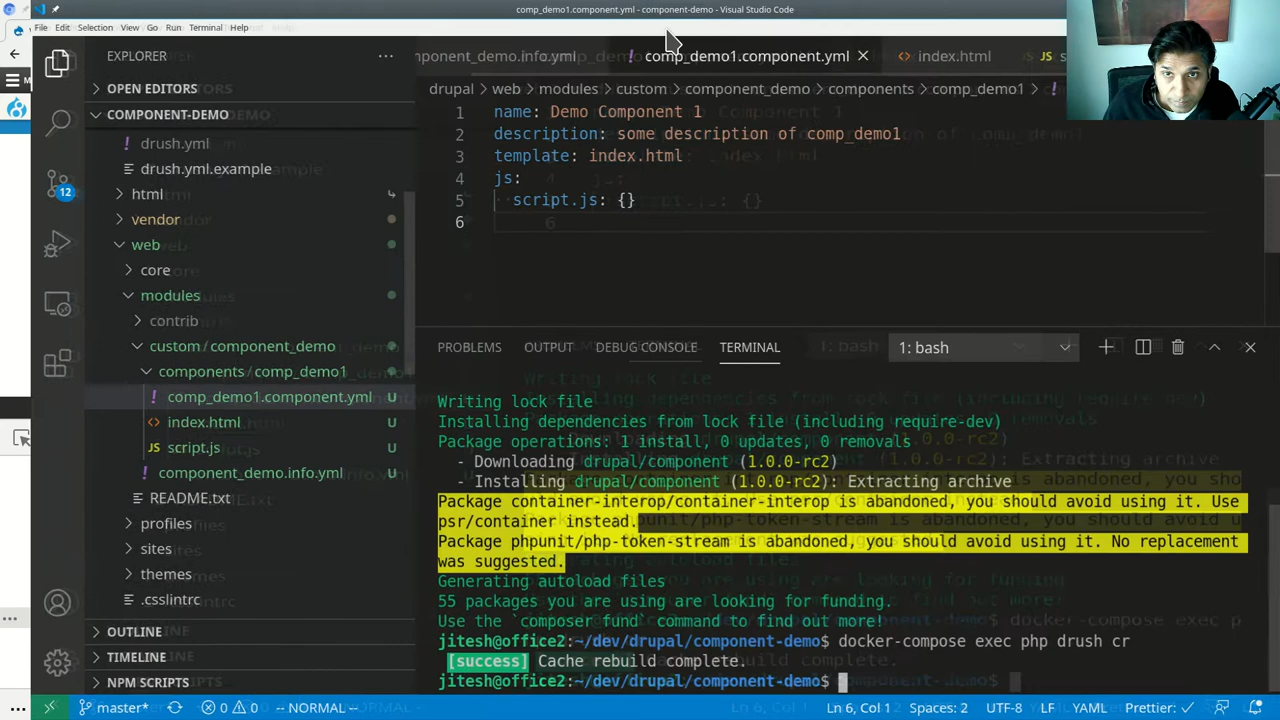 comp_demo1.component.yml - component-demo - Visual Studio Code
File Edit Selection View Go Run Terminal Help
EXPLORER
OPEN EDITORS
COMPONENT-DEMO
drush.yml
drush.yml.example
html
vendor
web
core
modules
contrib
custom/component_demo
components/comp_demo1
comp_demo1.component.yml U
index.html U
script.js U
component_demo.info.yml
README.txt
profiles
sites
themes
.csslintrc
OUTLINE
TIMELINE
NPM SCRIPTS
12
component_demo.info.yml comp_demo1.component.yml index.html JS
drupal > web > modules > custom > component_demo > components > comp_demo1 >
1 name: Demo Component 1
2 description: some description of comp_demo1
3 template: index.html
4 js:
5 script.js: {}
6
PROBLEMS OUTPUT DEBUG CONSOLE TERMINAL 1: bash
Writing lock file
Installing dependencies from lock file (including require-dev)
Package operations: 1 install, 0 updates, 0 removals
- Downloading drupal/component (1.0.0-rc2)
- Installing drupal/component (1.0.0-rc2): Extracting archive
Package container-interop/container-interop is abandoned, you should avoid using it. Use
psr/container instead.
Package phpunit/php-token-stream is abandoned, you should avoid using it. No replacement
was suggested.
Generating autoload files
55 packages you are using are looking for funding.
Use the `composer fund` command to find out more!
jitesh@office2:~/dev/drupal/component-demo$ docker-compose exec php drush cr
[success] Cache rebuild complete.
jitesh@office2:~/dev/drupal/component-demo$
master* 0 0 -- NORMAL -- Ln 6, Col 1 Spaces: 2 UTF-8 LF YAML Prettier: ✓